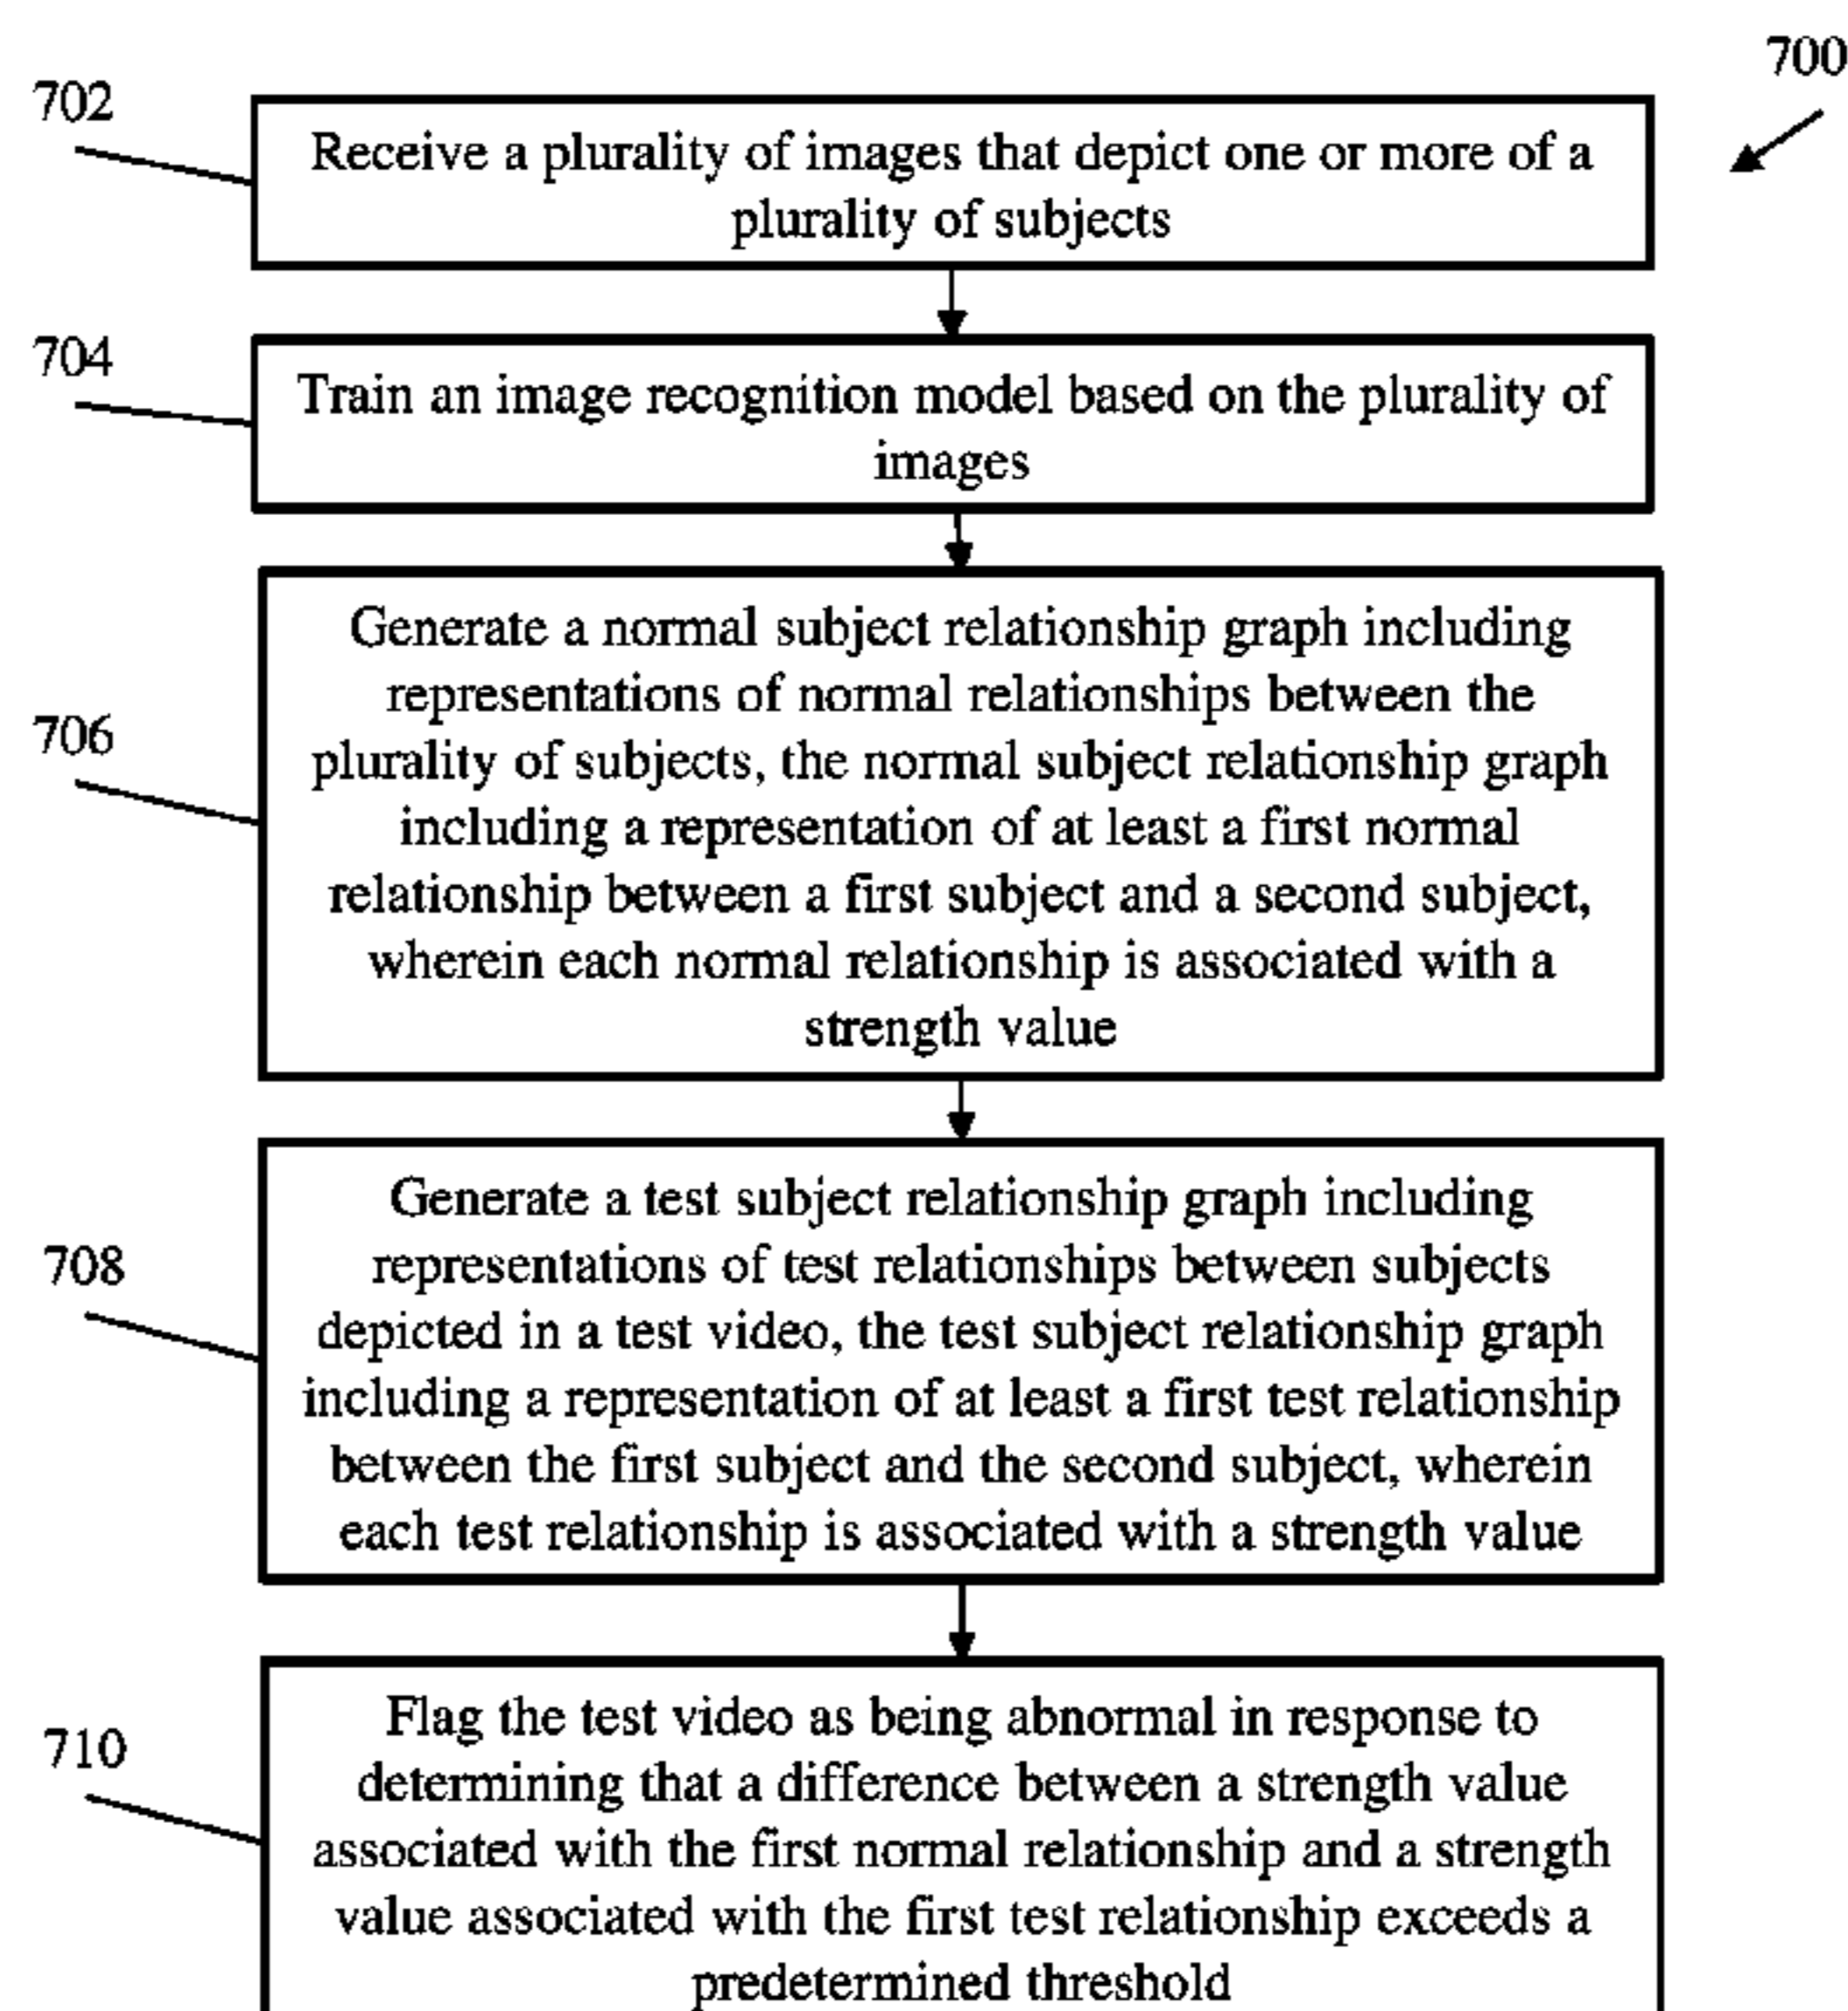 700
702
Receive a plurality of images that depict one or more of a
plurality of subjects
704
Train an image recognition model based on the plurality of
images
706
Generate a normal subject relationship graph including
representations of normal relationships between the
plurality of subjects, the normal subject relationship graph
including a representation of at least a first normal
relationship between a first subject and a second subject,
wherein each normal relationship is associated with a
strength value
708
Generate a test subject relationship graph including
representations of test relationships between subjects
depicted in a test video, the test subject relationship graph
including a representation of at least a first test relationship
between the first subject and the second subject, wherein
each test relationship is associated with a strength value
710
Flag the test video as being abnormal in response to
determining that a difference between a strength value
associated with the first normal relationship and a strength
value associated with the first test relationship exceeds a
predetermined threshold